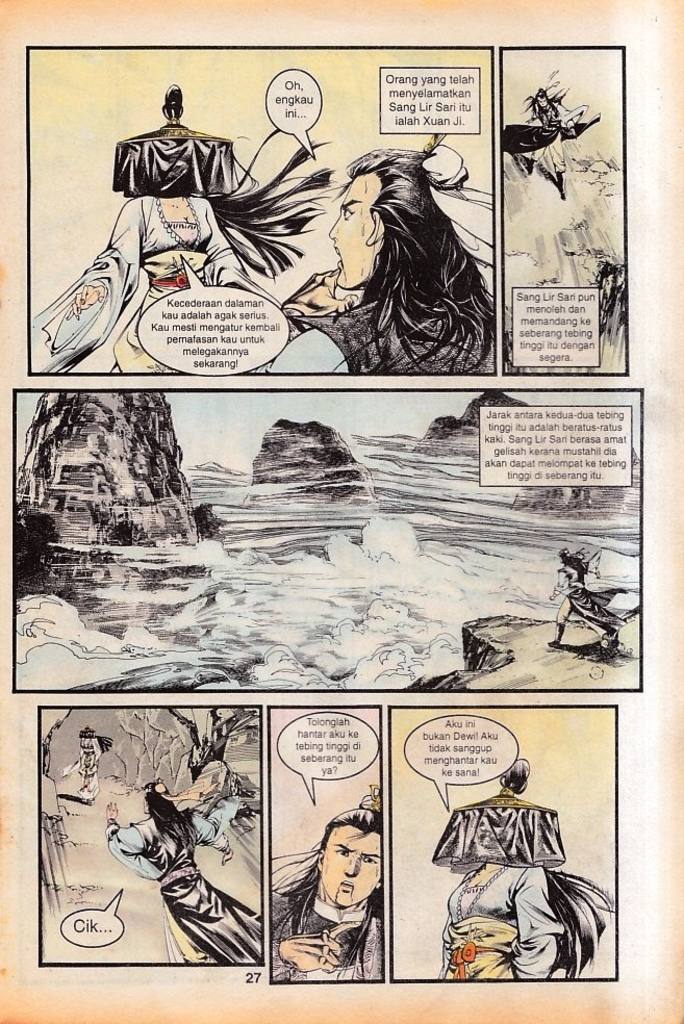 Oh,
engkau
ini...
Orang yang telah
menyelamatkan
Sang Lir Sari itu
ialah Xuan Ji.
Kecederaan dalaman
kau adalah agak serius.
Kau mesti mengatur kembali
pernafasan kau untuk
melegakannya
sekarang!
Sang Lir Sari pun
menoleh dan
memandang ke
seberang tebing
tinggi itu dengan
segera.
Jarak antara kedua-dua tebing
tinggi itu adalah beratus-ratus
kaki. Sang Lir Sari berasa amat
gelisah kerana mustahil dia
akan dapat melompat ke tebing
tinggi di seberang itu.
Cik...
Tolonglah
hantar aku ke
tebing tinggi di
seberang itu
ya?
Aku ini
bukan Dewi! Aku
tidak sanggup
menghantar kau
ke sana!
27